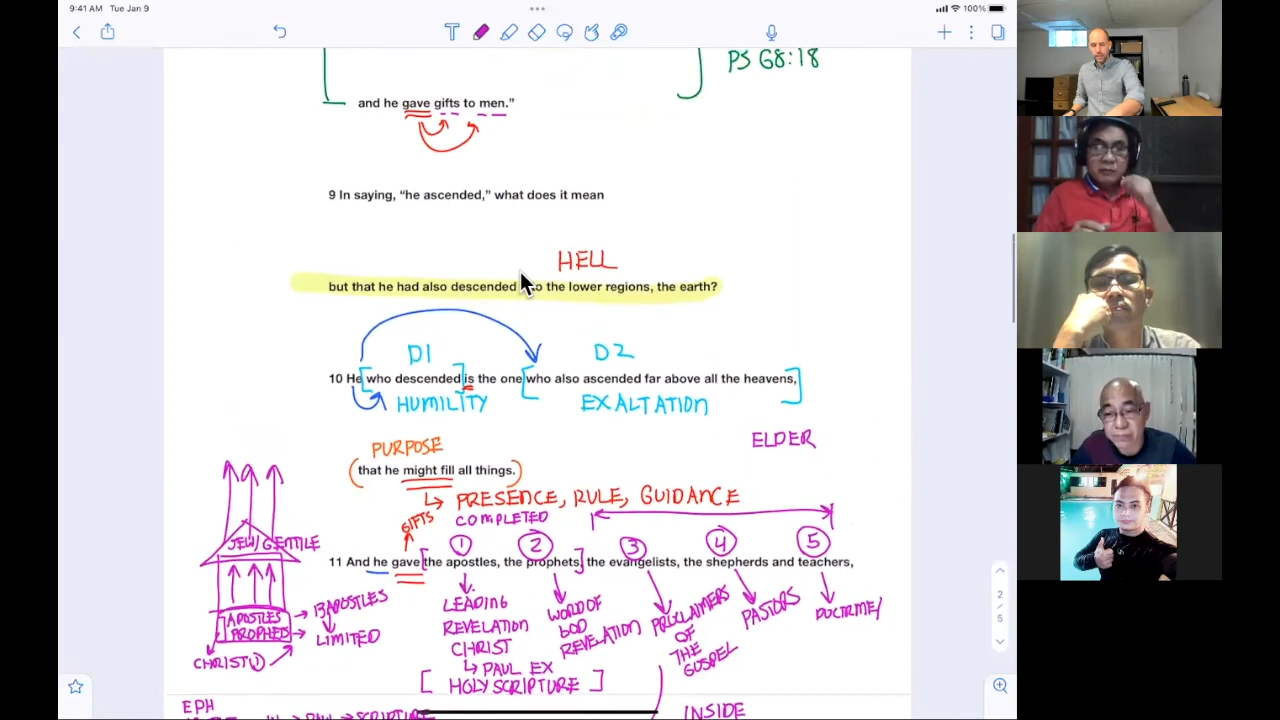 9:41 AM Tue Jan 9
100%
PS 68:18
and he gave gifts to men.”
9 In saying, “he ascended,” what does it mean
HELL
but that he had also descended to the lower regions, the earth?
D1
D2
10 He who descended is the one who also ascended far above all the heavens,
HUMILITY
EXALTATION
ELDER
PURPOSE
that he might fill all things.
PRESENCE, RULE, GUIDANCE
GIFTS
COMPLETED
JEW/GENTILE
1 2 3 4 5
11 And he gave the apostles, the prophets, the evangelists, the shepherds and teachers,
APOSTLES
PROPHETS
13 APOSTLES
LIMITED
CHRIST 1
LEADING
REVELATION
CHRIST
PAUL EX
WORD OF
GOD
REVELATION
PROCLAIMERS
OF
THE
GOSPEL
PASTORS
DOCTRINE/
[ HOLY SCRIPTURE ]
EPH
SCRIPTURE
INSIDE
2
/
5